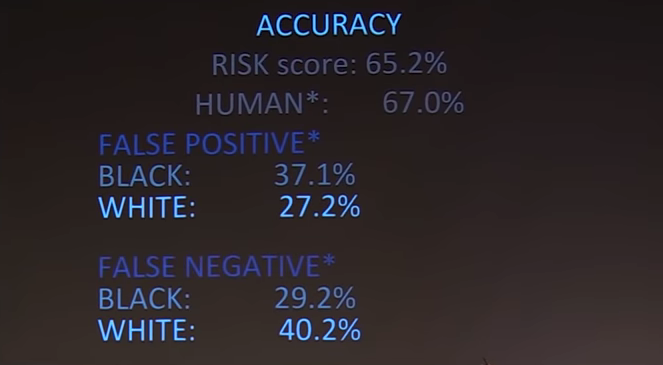 ACCURACY
RISK score: 65.2%
HUMAN*: 67.0%
FALSE POSITIVE*
BLACK: 37.1%
WHITE: 27.2%
FALSE NEGATIVE*
BLACK: 29.2%
WHITE: 40.2%